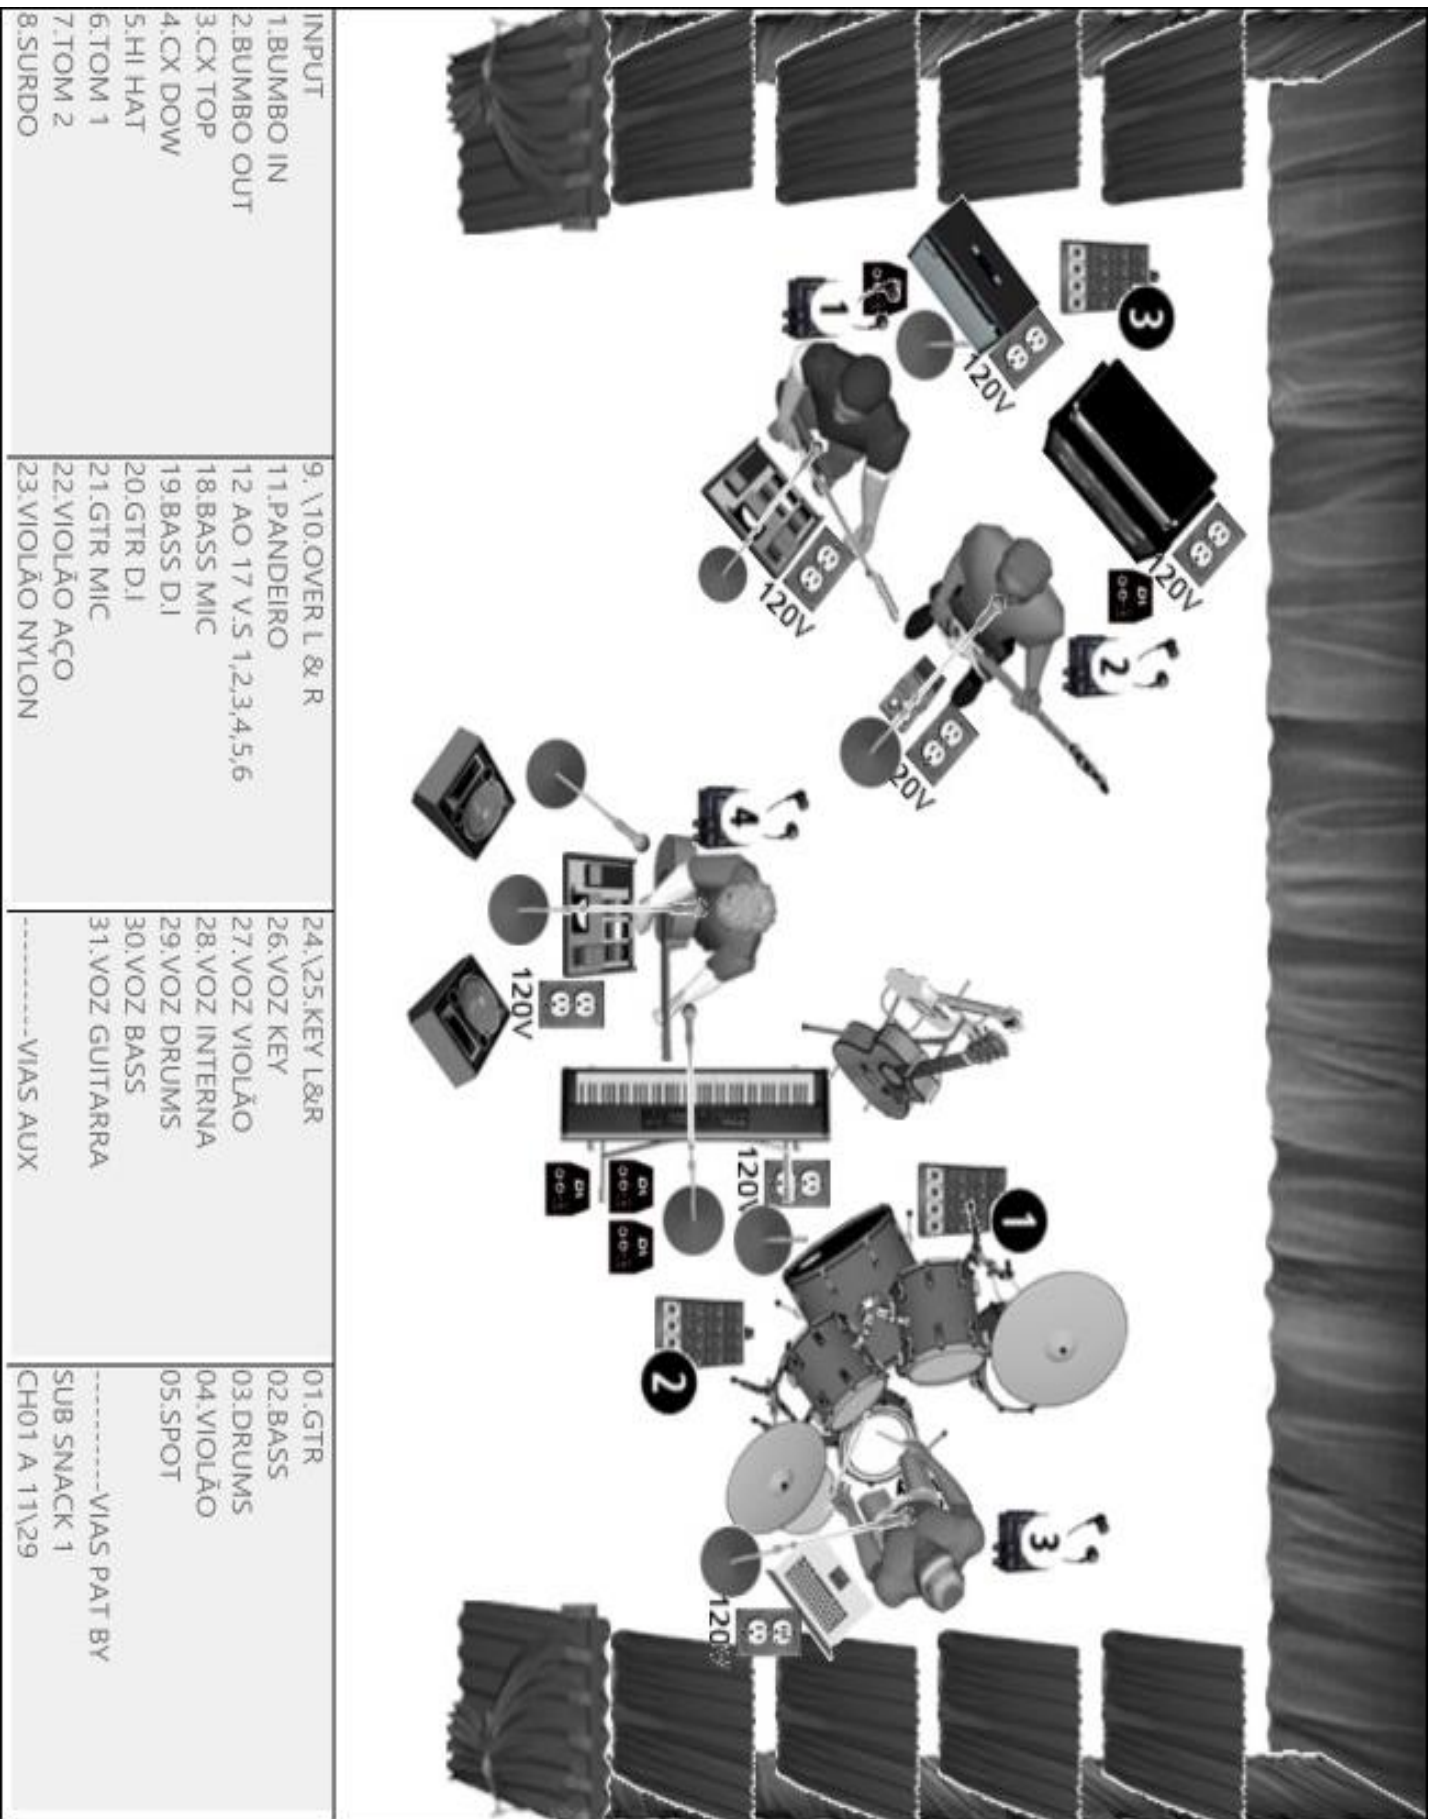 3
1
120V
120V
120V
DI
2
20V
4
120V
120V
DI
DI
DI
1
2
3
120V
INPUT
1.BUMBO IN
2.BUMBO OUT
3.CX TOP
4.CX DOW
5.HI HAT
6.TOM 1
7.TOM 2
8.SURDO
9. \10.OVER L & R
11.PANDEIRO
12 AO 17 V.S 1,2,3,4,5,6
18.BASS MIC
19.BASS D.I
20.GTR D.I
21.GTR MIC
22.VIOLÃO AÇO
23.VIOLÃO NYLON
24.\25.KEY L&R
26.VOZ KEY
27.VOZ VIOLÃO
28.VOZ INTERNA
29.VOZ DRUMS
30.VOZ BASS
31.VOZ GUITARRA
----------VIAS AUX
01.GTR
02.BASS
03.DRUMS
04.VIOLÃO
05.SPOT
----------VIAS PAT BY
SUB SNACK 1
CH01 A 11\29